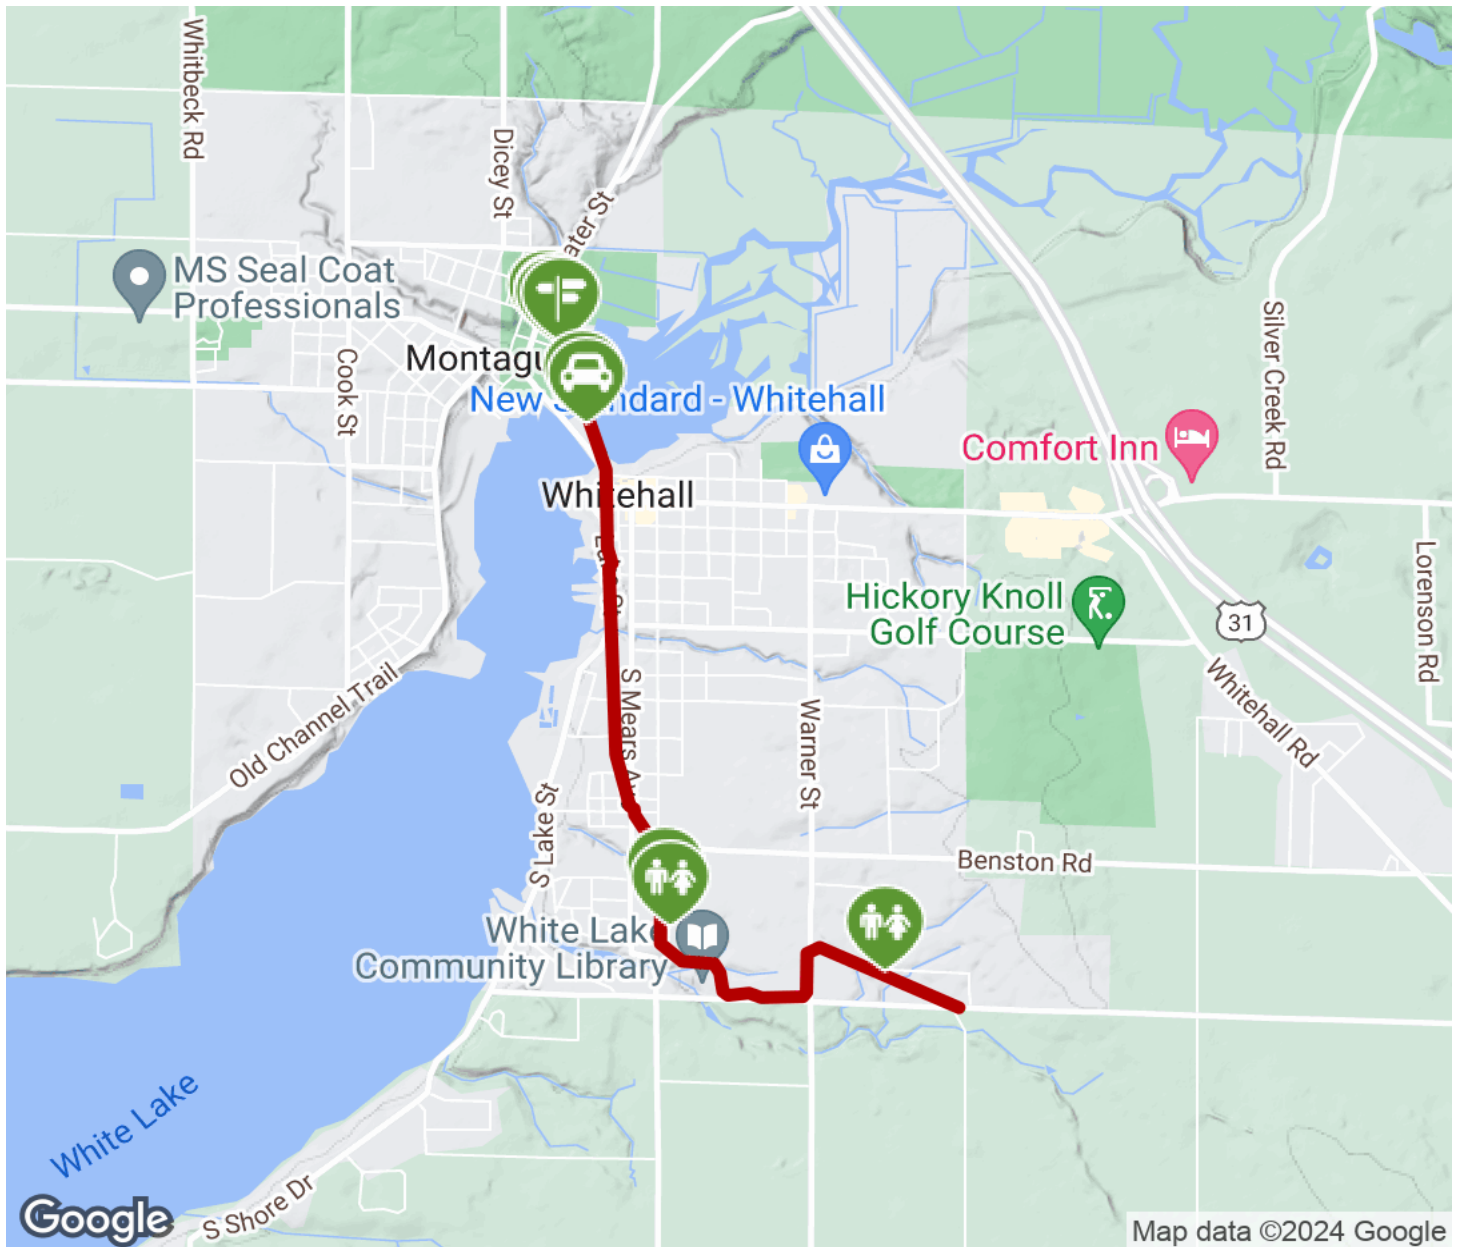 Whitbeck Rd
Dicey St
ater St
MS Seal Coat
Professionals
Silver Creek Rd
Cook St
Montagu
New Standard - Whitehall
Comfort Inn
Whitehall
Lorenson Rd
Hickory Knoll
Golf Course
31
S Mears Av
Old Channel Trail
Whitehall Rd
Warner St
S Lake St
Benston Rd
White Lake
Community Library
White Lake
S Shore Dr
Google
Map data ©2024 Google